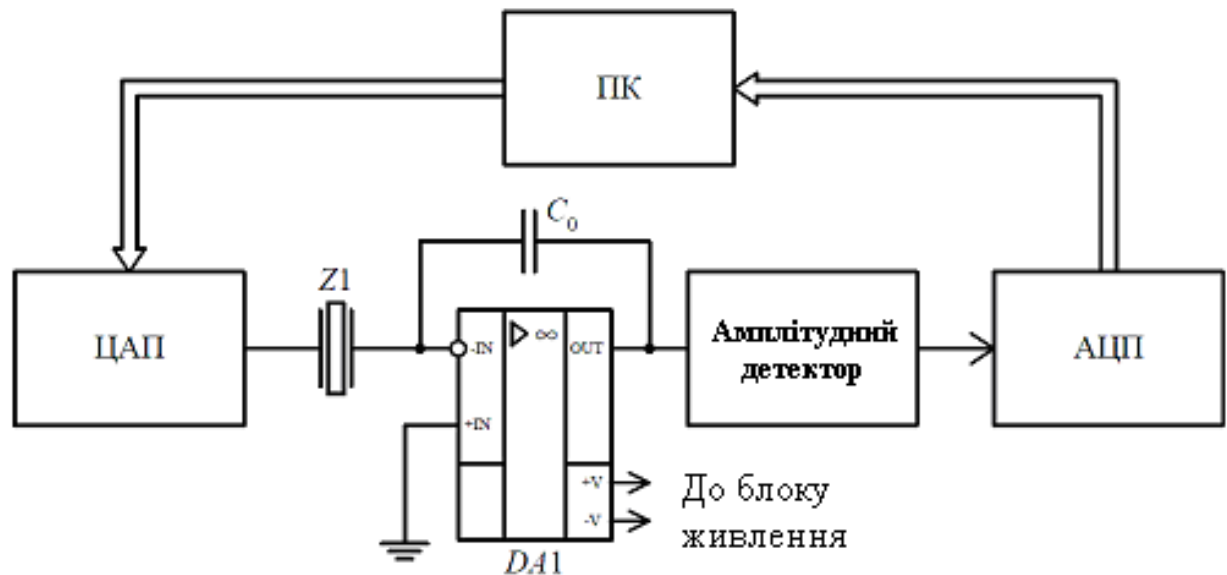 ПК
C0
Z1
ЦАП
-IN
▷ ∞
OUT
Амплітудний
детектор
АЦП
+IN
+V
-V
До блоку
живлення
DA1